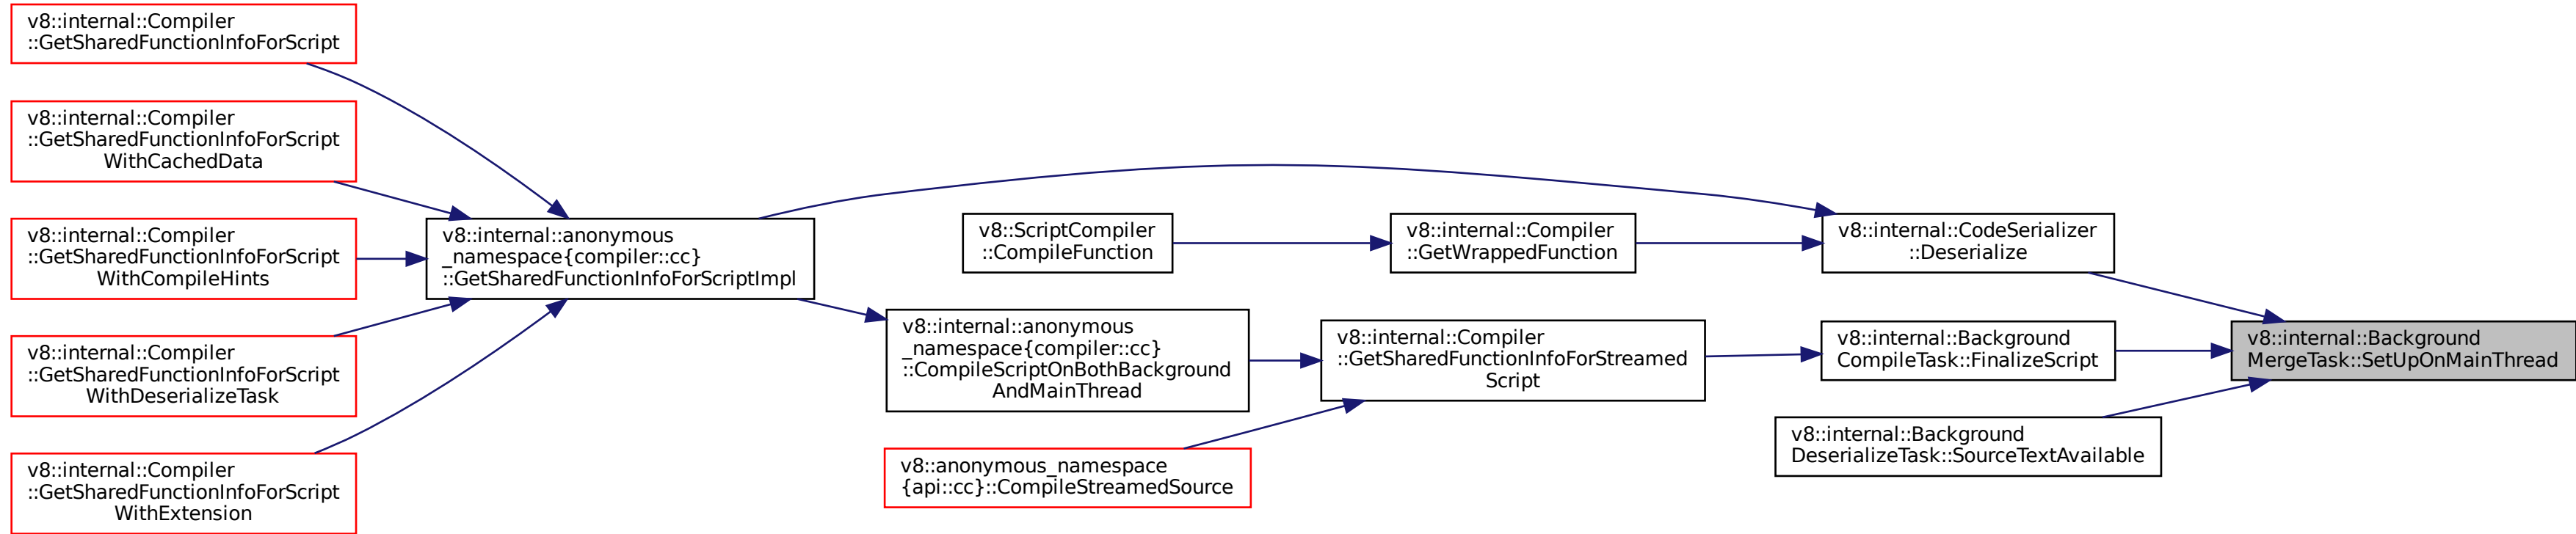 v8::internal::Compiler
::GetSharedFunctionInfoForScript
v8::internal::Compiler
::GetSharedFunctionInfoForScript
WithCachedData
v8::internal::Compiler
::GetSharedFunctionInfoForScript
WithCompileHints
v8::internal::Compiler
::GetSharedFunctionInfoForScript
WithDeserializeTask
v8::internal::Compiler
::GetSharedFunctionInfoForScript
WithExtension
v8::internal::anonymous
_namespace{compiler::cc}
::GetSharedFunctionInfoForScriptImpl
v8::ScriptCompiler
::CompileFunction
v8::internal::anonymous
_namespace{compiler::cc}
::CompileScriptOnBothBackground
AndMainThread
v8::anonymous_namespace
{api::cc}::CompileStreamedSource
v8::internal::Compiler
::GetWrappedFunction
v8::internal::Compiler
::GetSharedFunctionInfoForStreamed
Script
v8::internal::CodeSerializer
::Deserialize
v8::internal::Background
CompileTask::FinalizeScript
v8::internal::Background
DeserializeTask::SourceTextAvailable
v8::internal::Background
MergeTask::SetUpOnMainThread